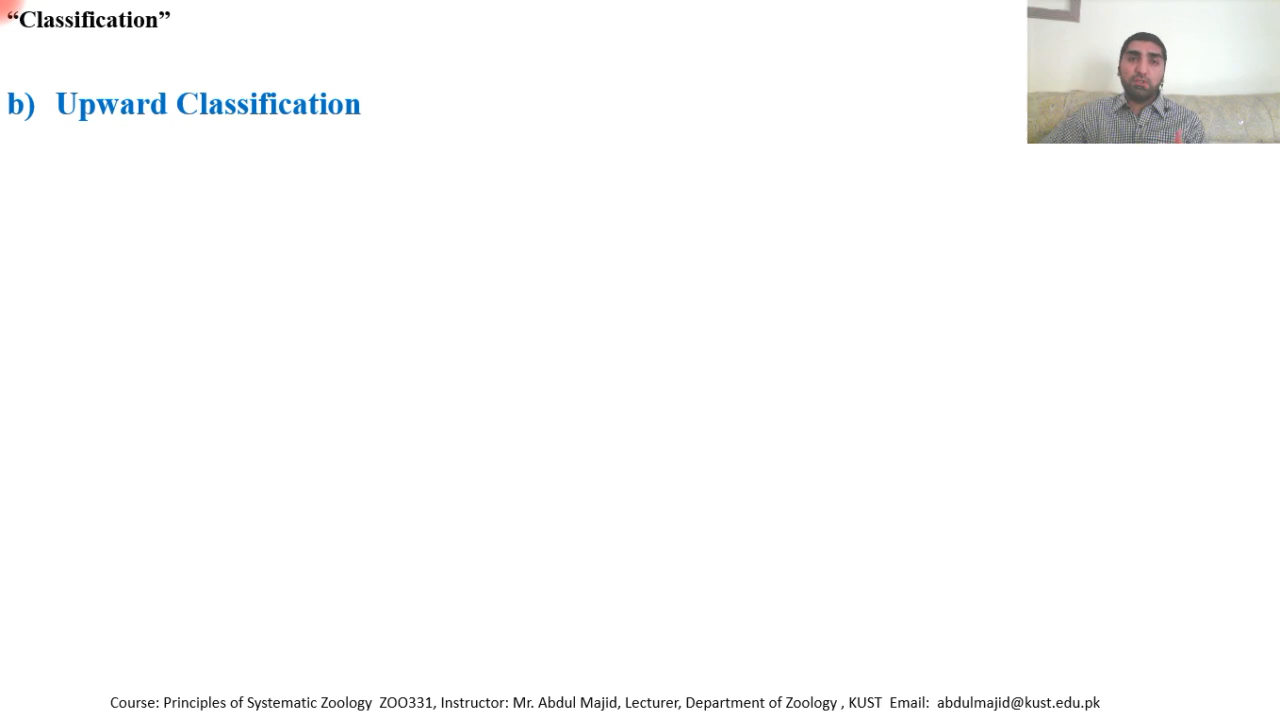 “Classification”
b) Upward Classification
Course: Principles of Systematic Zoology ZOO331, Instructor: Mr. Abdul Majid, Lecturer, Department of Zoology , KUST Email: abdulmajid@kust.edu.pk